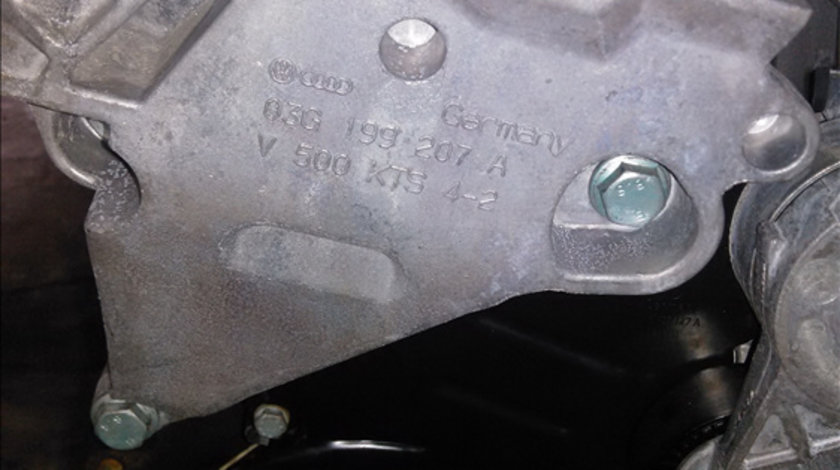 Germany
03G 199 207 A
V 500 KTS 4-2